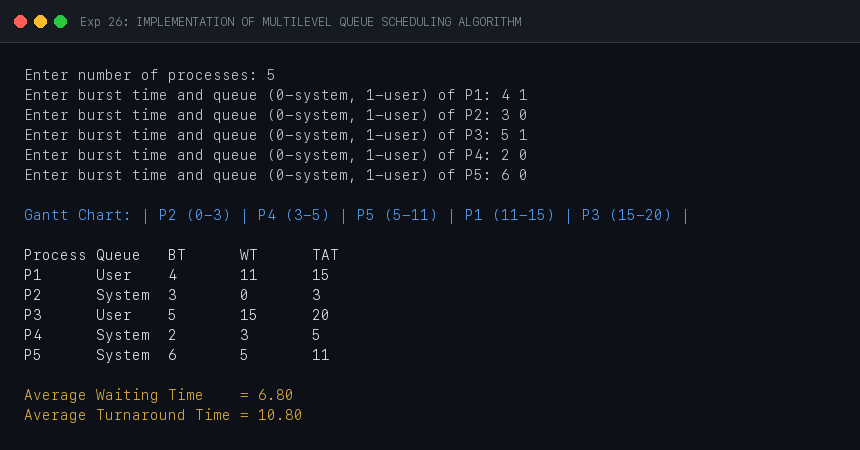 Exp 26: IMPLEMENTATION OF MULTILEVEL QUEUE SCHEDULING ALGORITHM
Enter number of processes: 5
Enter burst time and queue (0-system, 1-user) of P1: 4 1
Enter burst time and queue (0-system, 1-user) of P2: 3 0
Enter burst time and queue (0-system, 1-user) of P3: 5 1
Enter burst time and queue (0-system, 1-user) of P4: 2 0
Enter burst time and queue (0-system, 1-user) of P5: 6 0
Gantt Chart: | P2 (0-3) | P4 (3-5) | P5 (5-11) | P1 (11-15) | P3 (15-20) |
Process Queue   BT      WT      TAT
P1      User    4       11      15
P2      System  3       0       3
P3      User    5       15      20
P4      System  2       3       5
P5      System  6       5       11
Average Waiting Time    = 6.80
Average Turnaround Time = 10.80